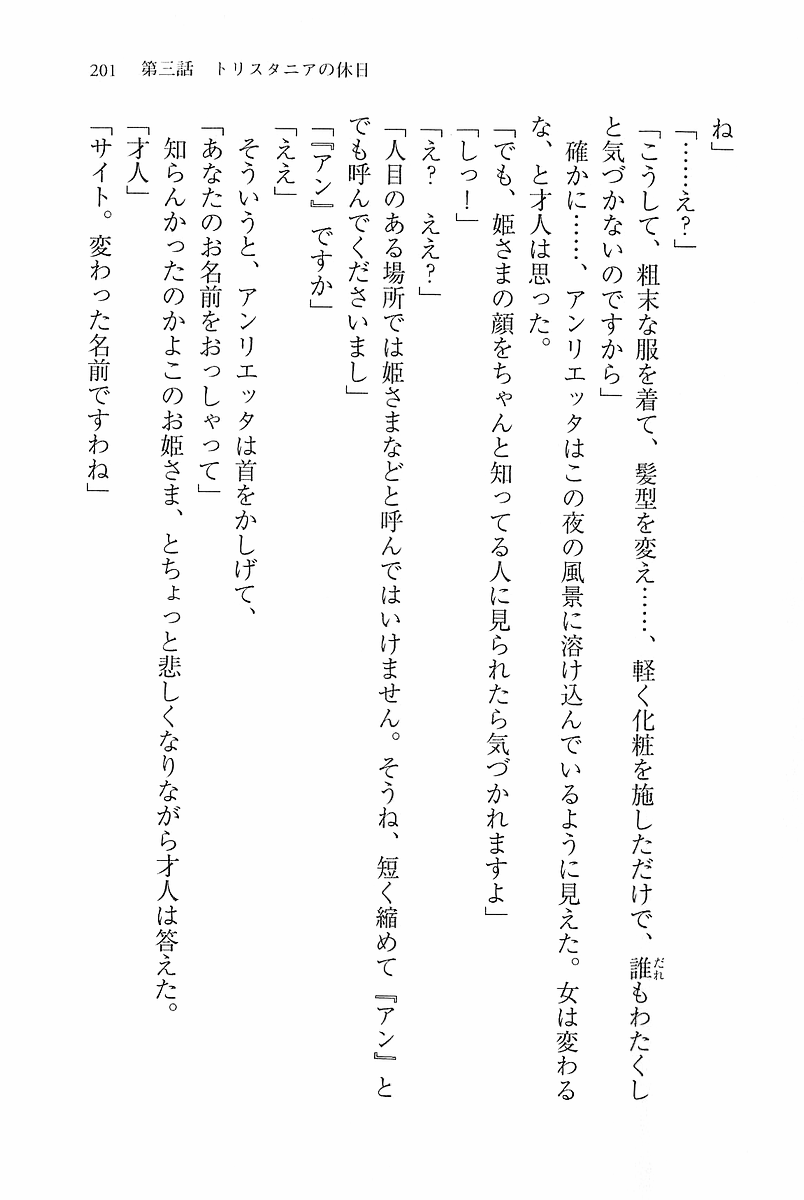 201　第三話　トリスタニアの休日
ね」
「……え？」
「こうして、粗末な服を着て、髪型を変え……、軽く化粧を施しただけで、誰もわたくし
と気づかないのですから」
　確かに……、アンリエッタはこの夜の風景に溶け込んでいるように見えた。女は変わる
な、と才人は思った。
「でも、姫さまの顔をちゃんと知ってる人に見られたら気づかれますよ」
「しっ！」
「え？　ええ？」
「人目のある場所では姫さまなどと呼んではいけません。そうね、短く縮めて『アン』と
でも呼んでくださいまし」
「『アン』ですか」
「ええ」
　そういうと、アンリエッタは首をかしげて、
「あなたのお名前をおっしゃって」
　知らんかったのかよこのお姫さま、とちょっと悲しくなりながら才人は答えた。
「才人」
「サイト。変わった名前ですわね」